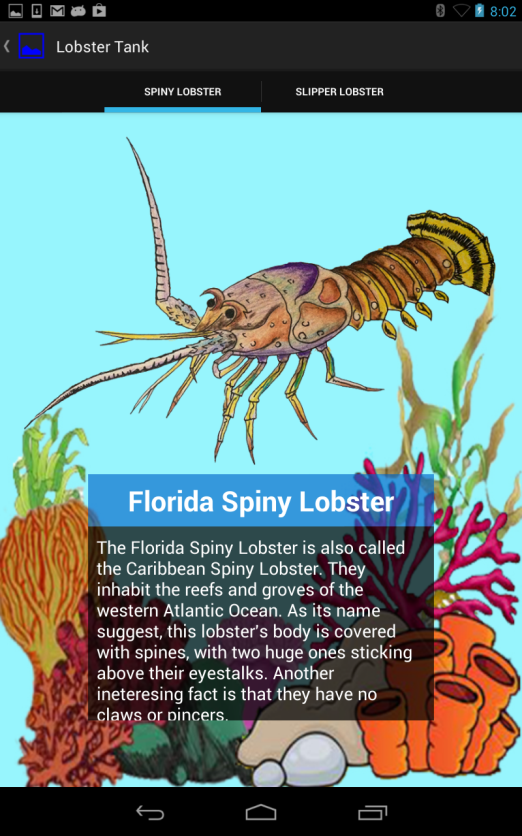 8:02
Lobster Tank
SPINY LOBSTER
SLIPPER LOBSTER
Florida Spiny Lobster
The Florida Spiny Lobster is also called
the Caribbean Spiny Lobster. They
inhabit the reefs and groves of the
western Atlantic Ocean. As its name
suggest, this lobster's body is covered
with spines, with two huge ones sticking
above their eyestalks. Another
ineteresing fact is that they have no
claws or pincers.